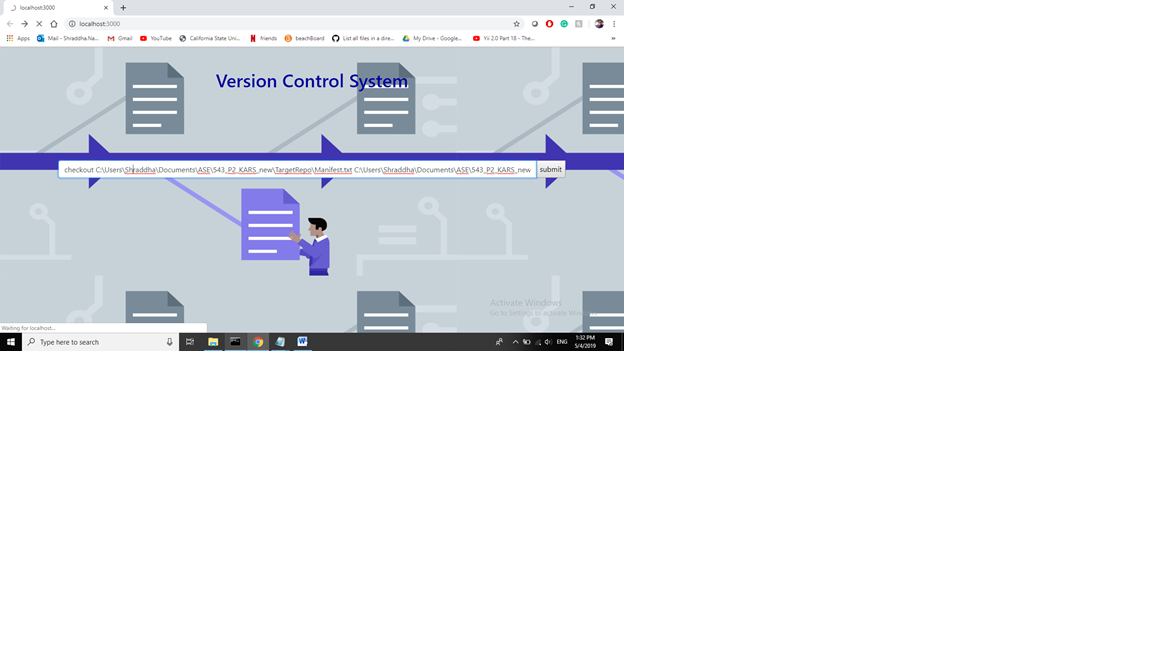 localhost:3000
localhost:3000
Apps Mail - Shraddha.Na... Gmail YouTube California State Uni... friends beachBoard List all files in a dire... My Drive - Google... Yii 2.0 Part 18 - The... »
Version Control System
checkout C:\Users\Shraddha\Documents\ASE\543_P2_KARS_new\TargetRepo\Manifest.txt C:\Users\Shraddha\Documents\ASE\543_P2_KARS_new submit
Activate Windows
Go to Settings to activate Windows.
Waiting for localhost...
Type here to search
ENG
1:32 PM
5/4/2019